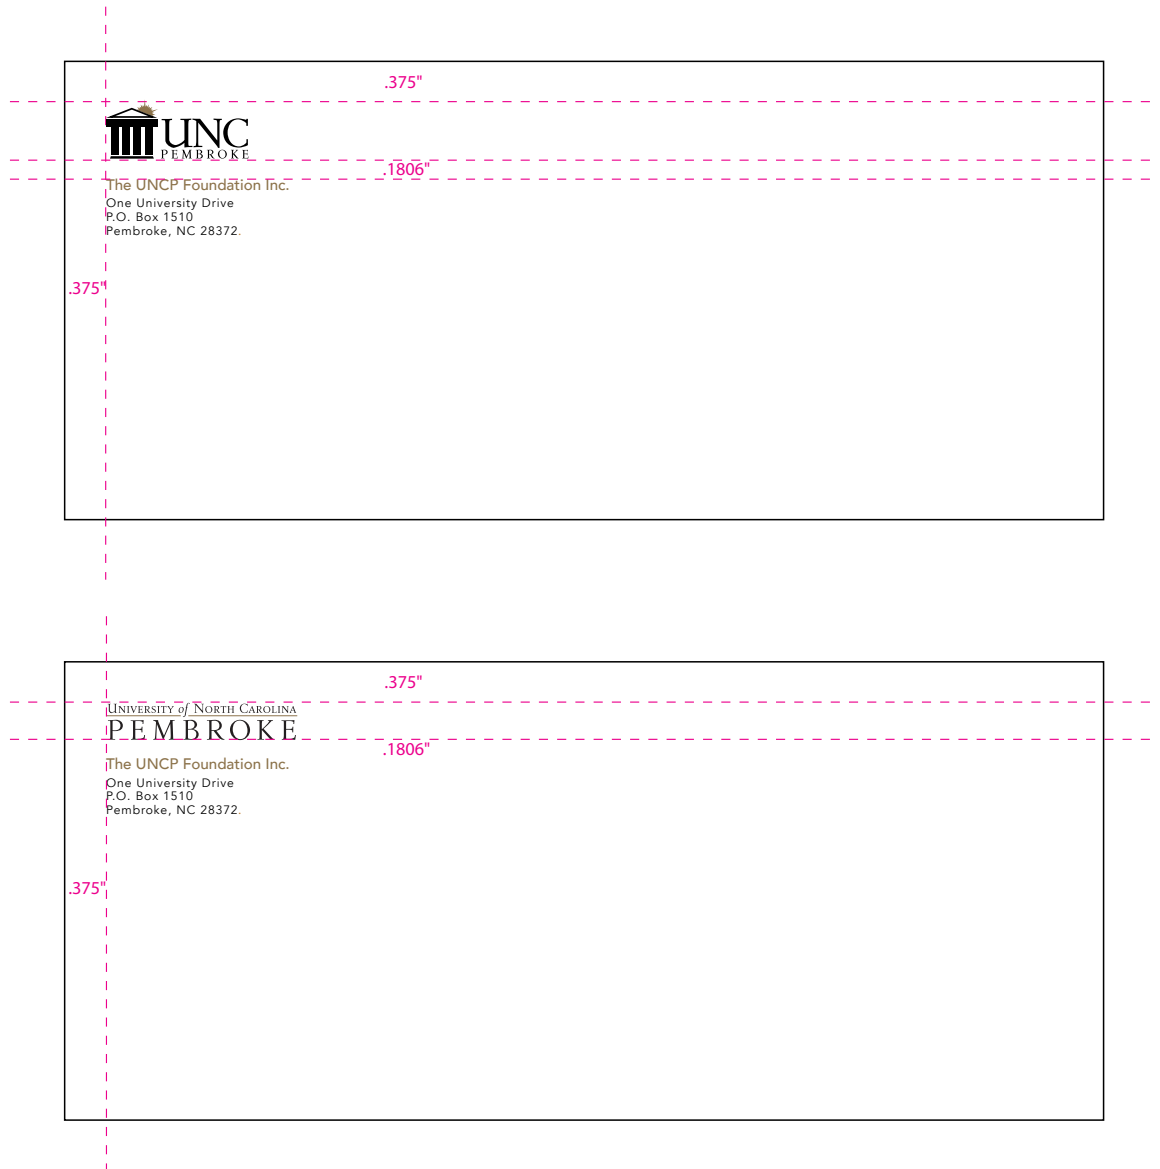 .375"
UNC
PEMBROKE
.1806"
The UNCP Foundation Inc.
One University Drive
P.O. Box 1510
Pembroke, NC 28372.
.375"
.375"
UNIVERSITY of NORTH CAROLINA
PEMBROKE
.1806"
The UNCP Foundation Inc.
One University Drive
P.O. Box 1510
Pembroke, NC 28372.
.375"